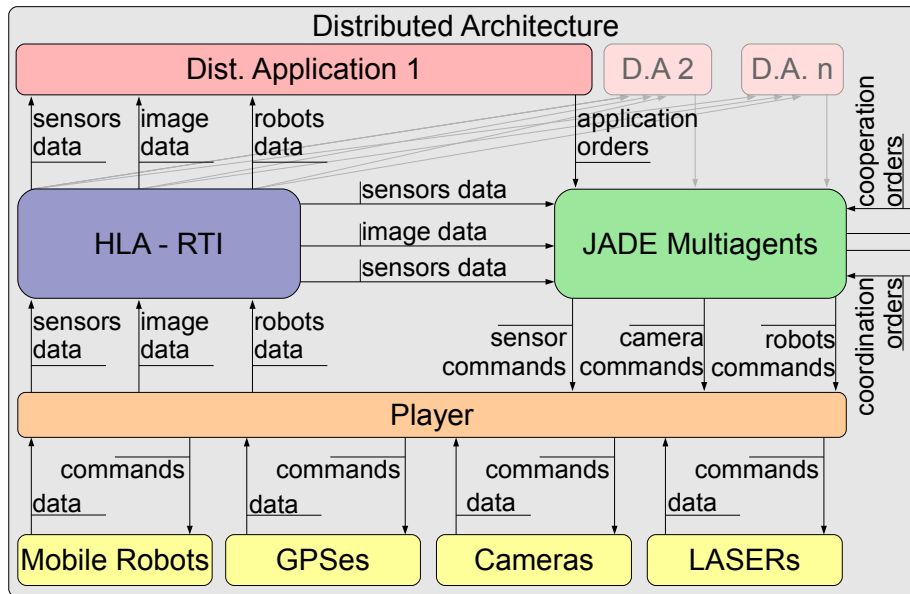 Distributed Architecture
Dist. Application 1
D.A 2
D.A. n
sensors
data
image
data
robots
data
application
orders
cooperation
orders
sensors data
HLA - RTI
image data
JADE Multiagents
sensors data
sensors
data
image
data
robots
data
sensor
commands
camera
commands
robots
commands
coordination
orders
Player
commands
data
commands
data
commands
data
commands
data
Mobile Robots
GPSes
Cameras
LASERs